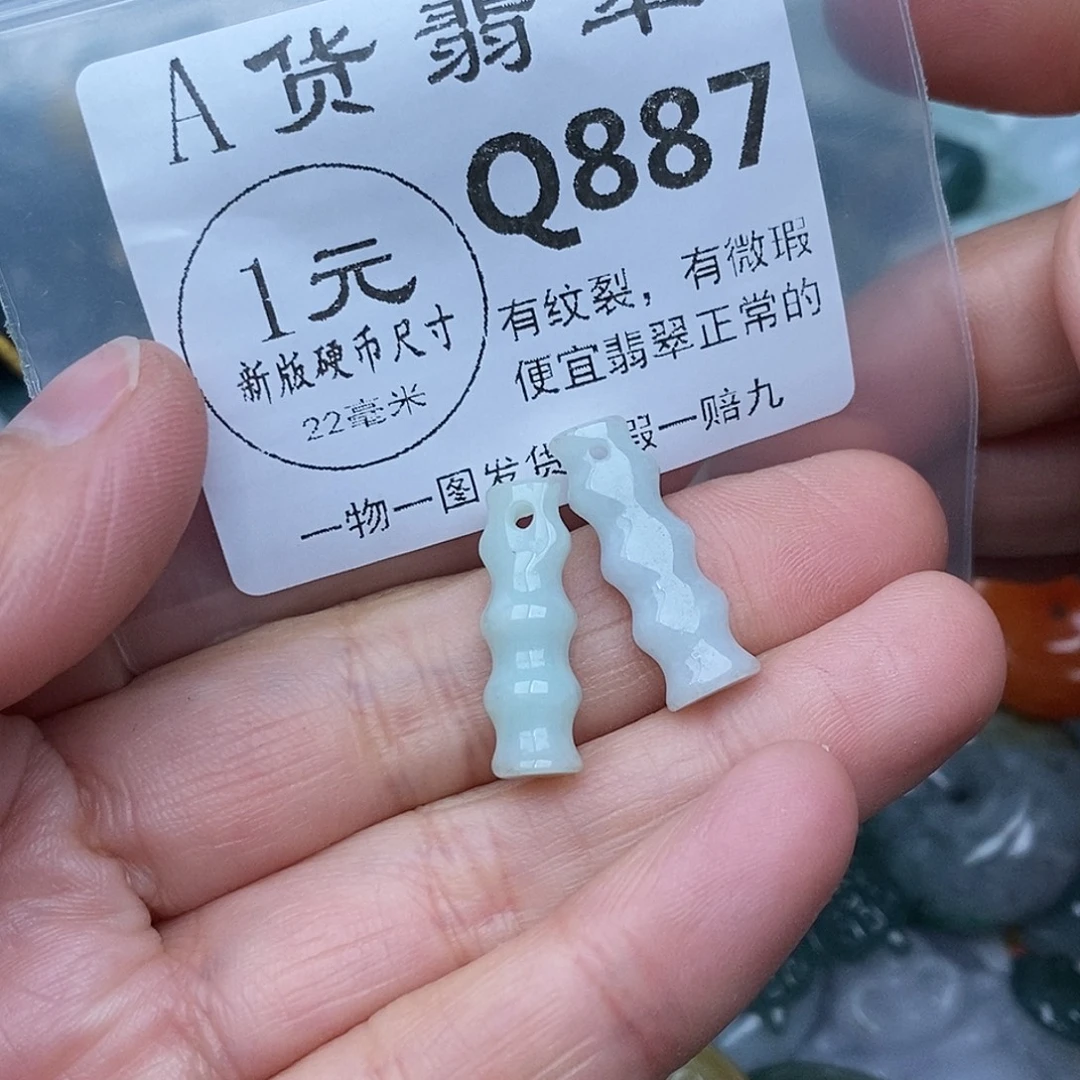 A货翡翠
Q887
1元
新版硬币尺寸
22毫米
有纹裂，有微瑕
便宜翡翠正常的
一物一图发货 假一赔九